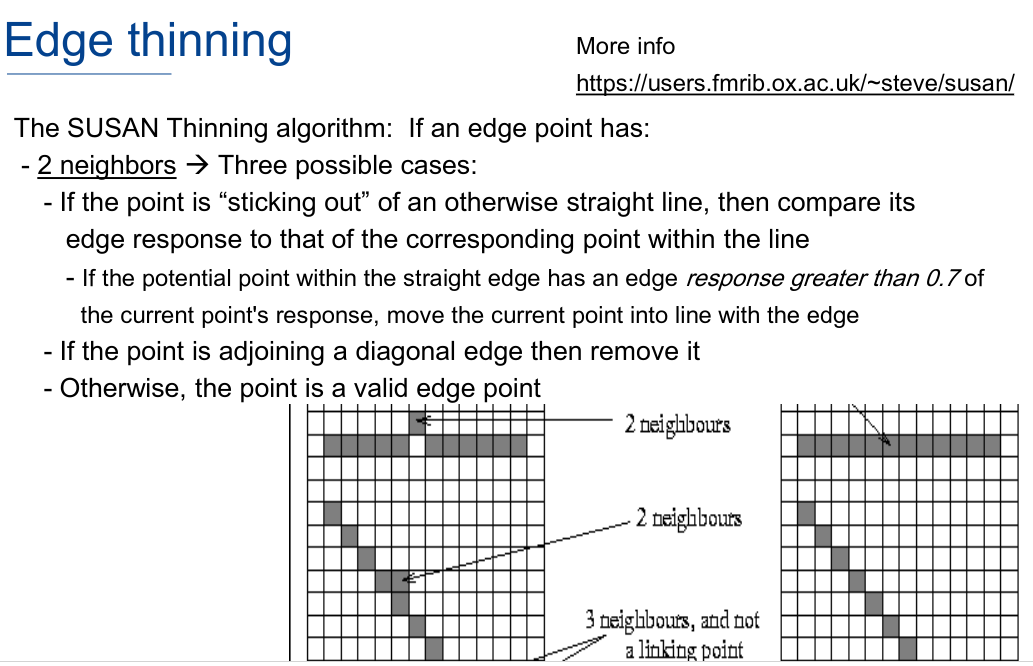 Edge thinning
More info
https://users.fmrib.ox.ac.uk/~steve/susan/
The SUSAN Thinning algorithm: If an edge point has:
- 2 neighbors → Three possible cases:
- If the point is “sticking out” of an otherwise straight line, then compare its
edge response to that of the corresponding point within the line
- If the potential point within the straight edge has an edge response greater than 0.7 of
the current point's response, move the current point into line with the edge
- If the point is adjoining a diagonal edge then remove it
- Otherwise, the point is a valid edge point
2 neighbours
2 neighbours
3 neighbours, and not
a linking point